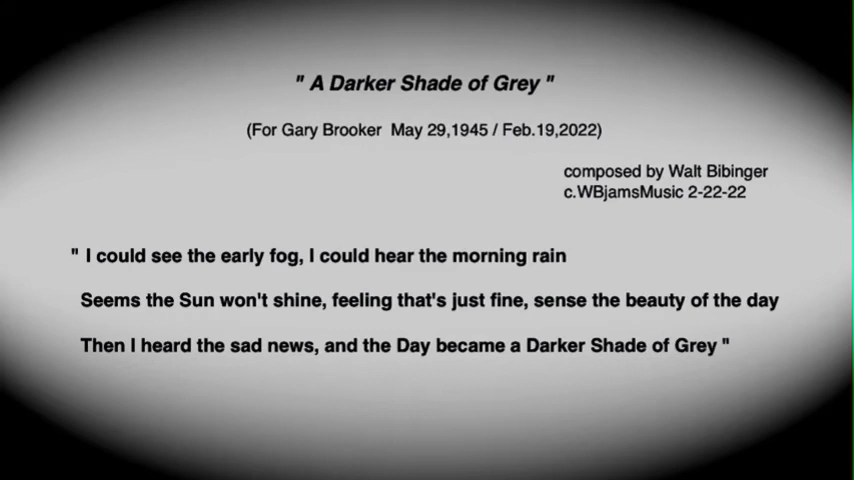 " A Darker Shade of Grey "
(For Gary Brooker May 29,1945 / Feb.19,2022)
composed by Walt Bibinger
c.WBjamsMusic 2-22-22
" I could see the early fog, I could hear the morning rain
Seems the Sun won't shine, feeling that's just fine, sense the beauty of the day
Then I heard the sad news, and the Day became a Darker Shade of Grey "